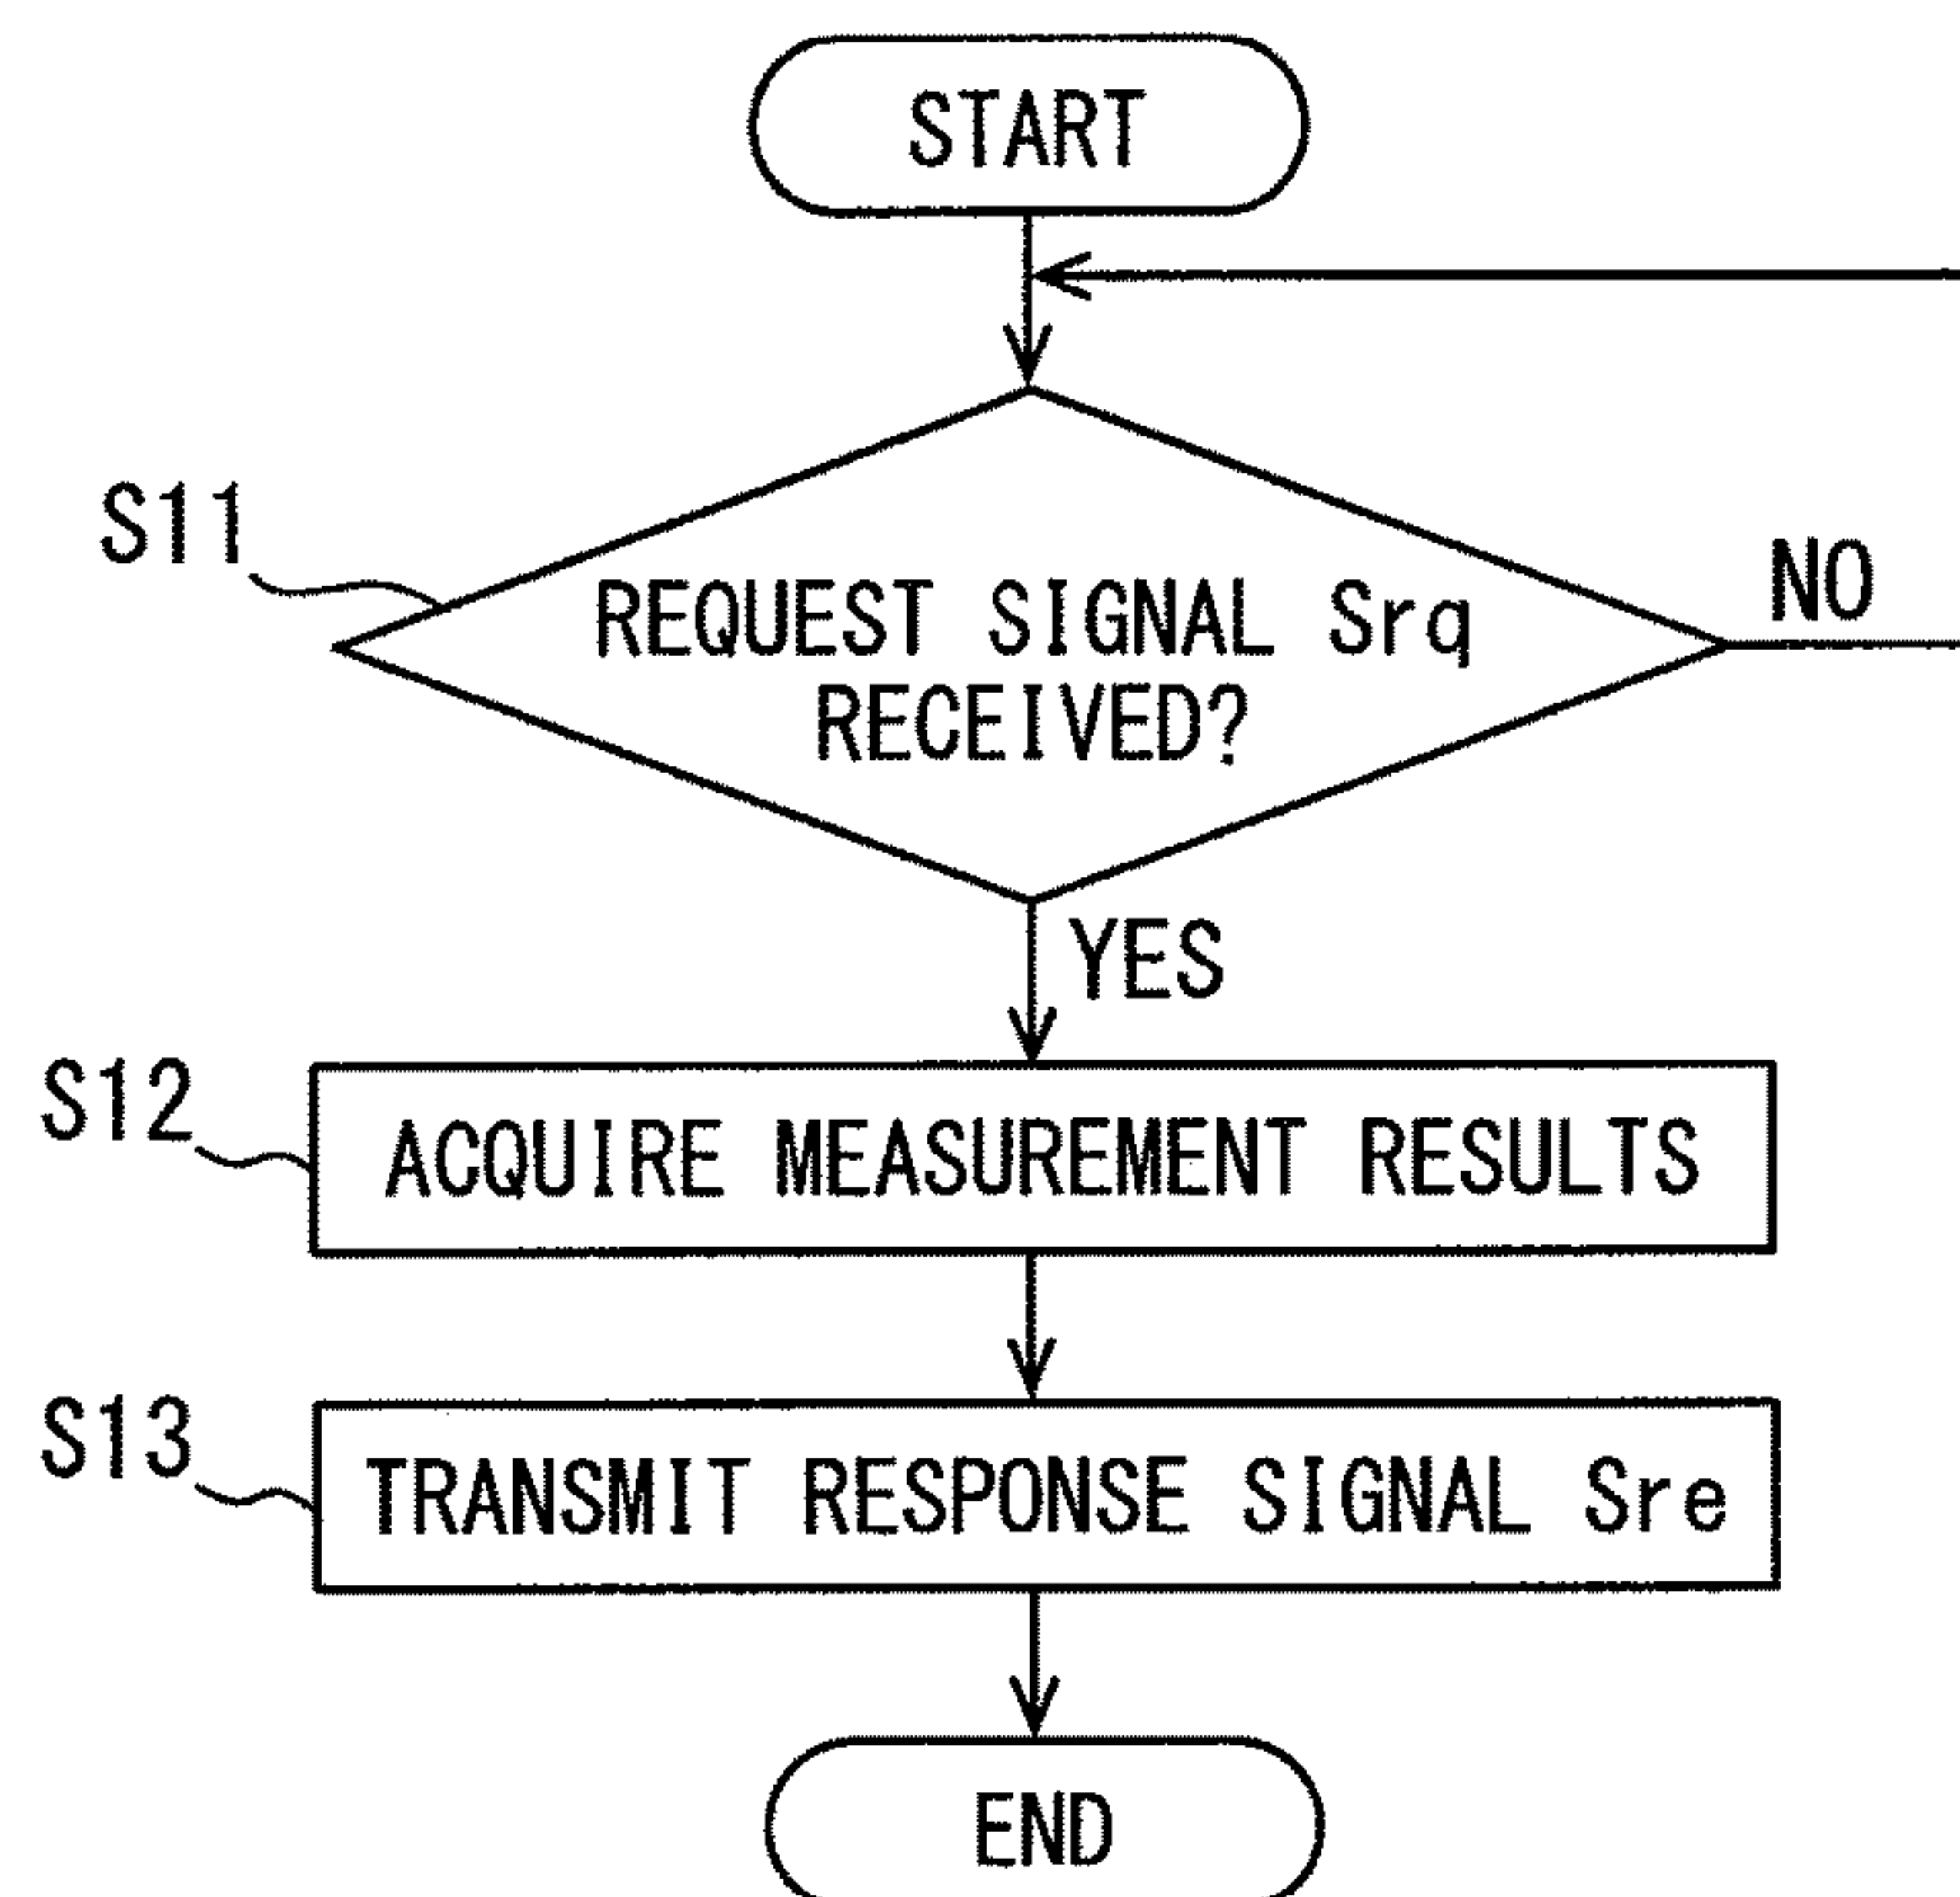 START
S11
REQUEST SIGNAL Srq
RECEIVED?
NO
YES
S12
ACQUIRE MEASUREMENT RESULTS
S13
TRANSMIT RESPONSE SIGNAL Sre
END